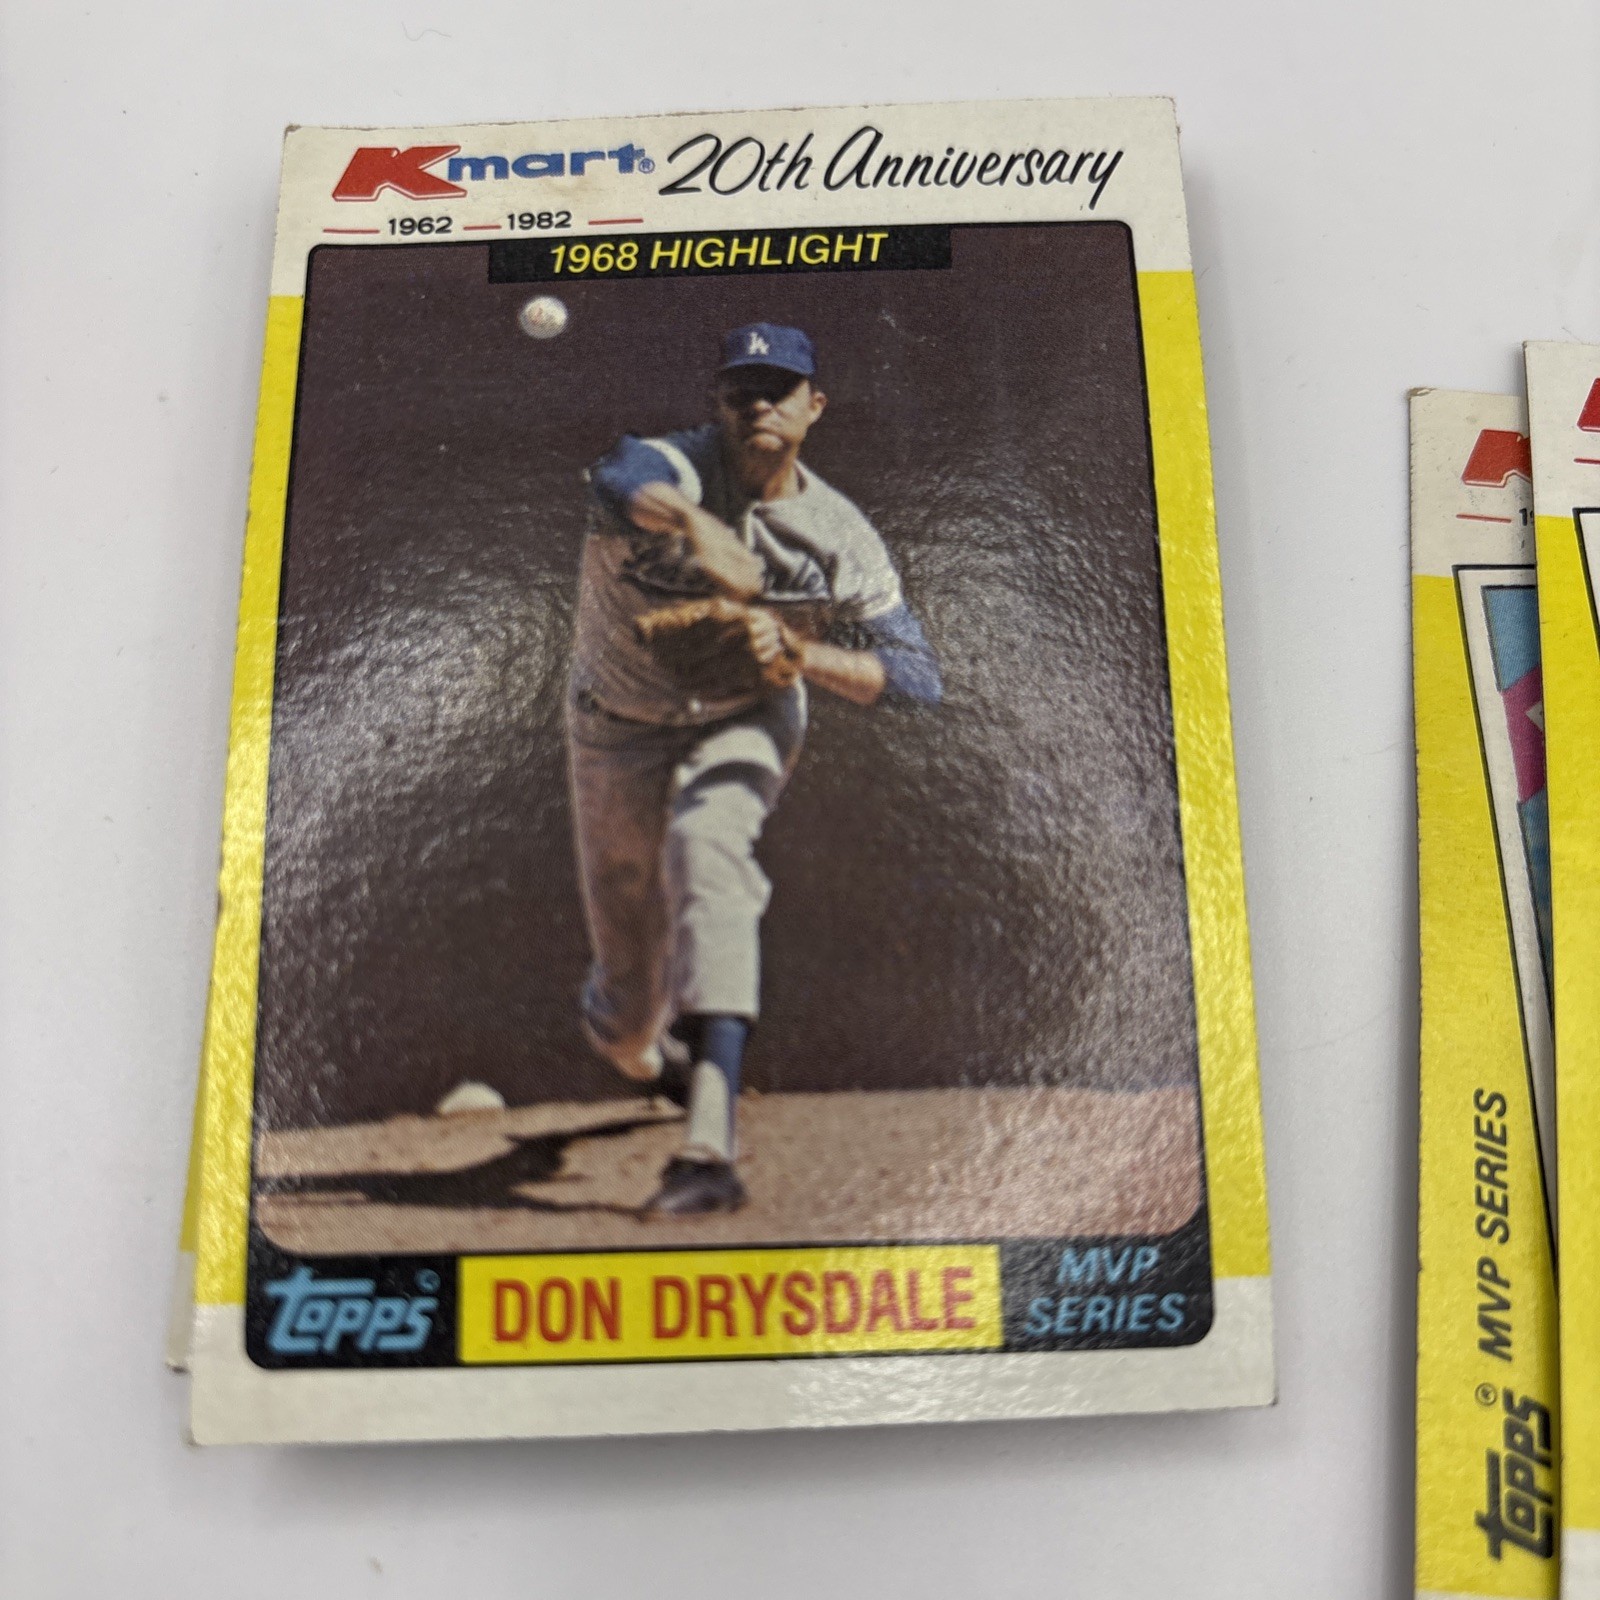 Kmart® 20th Anniversary
1962 1982
1968 HIGHLIGHT
LA
TOPPS©
DON DRYSDALE
MVP
SERIES
K
TOPPS® MVP SERIES